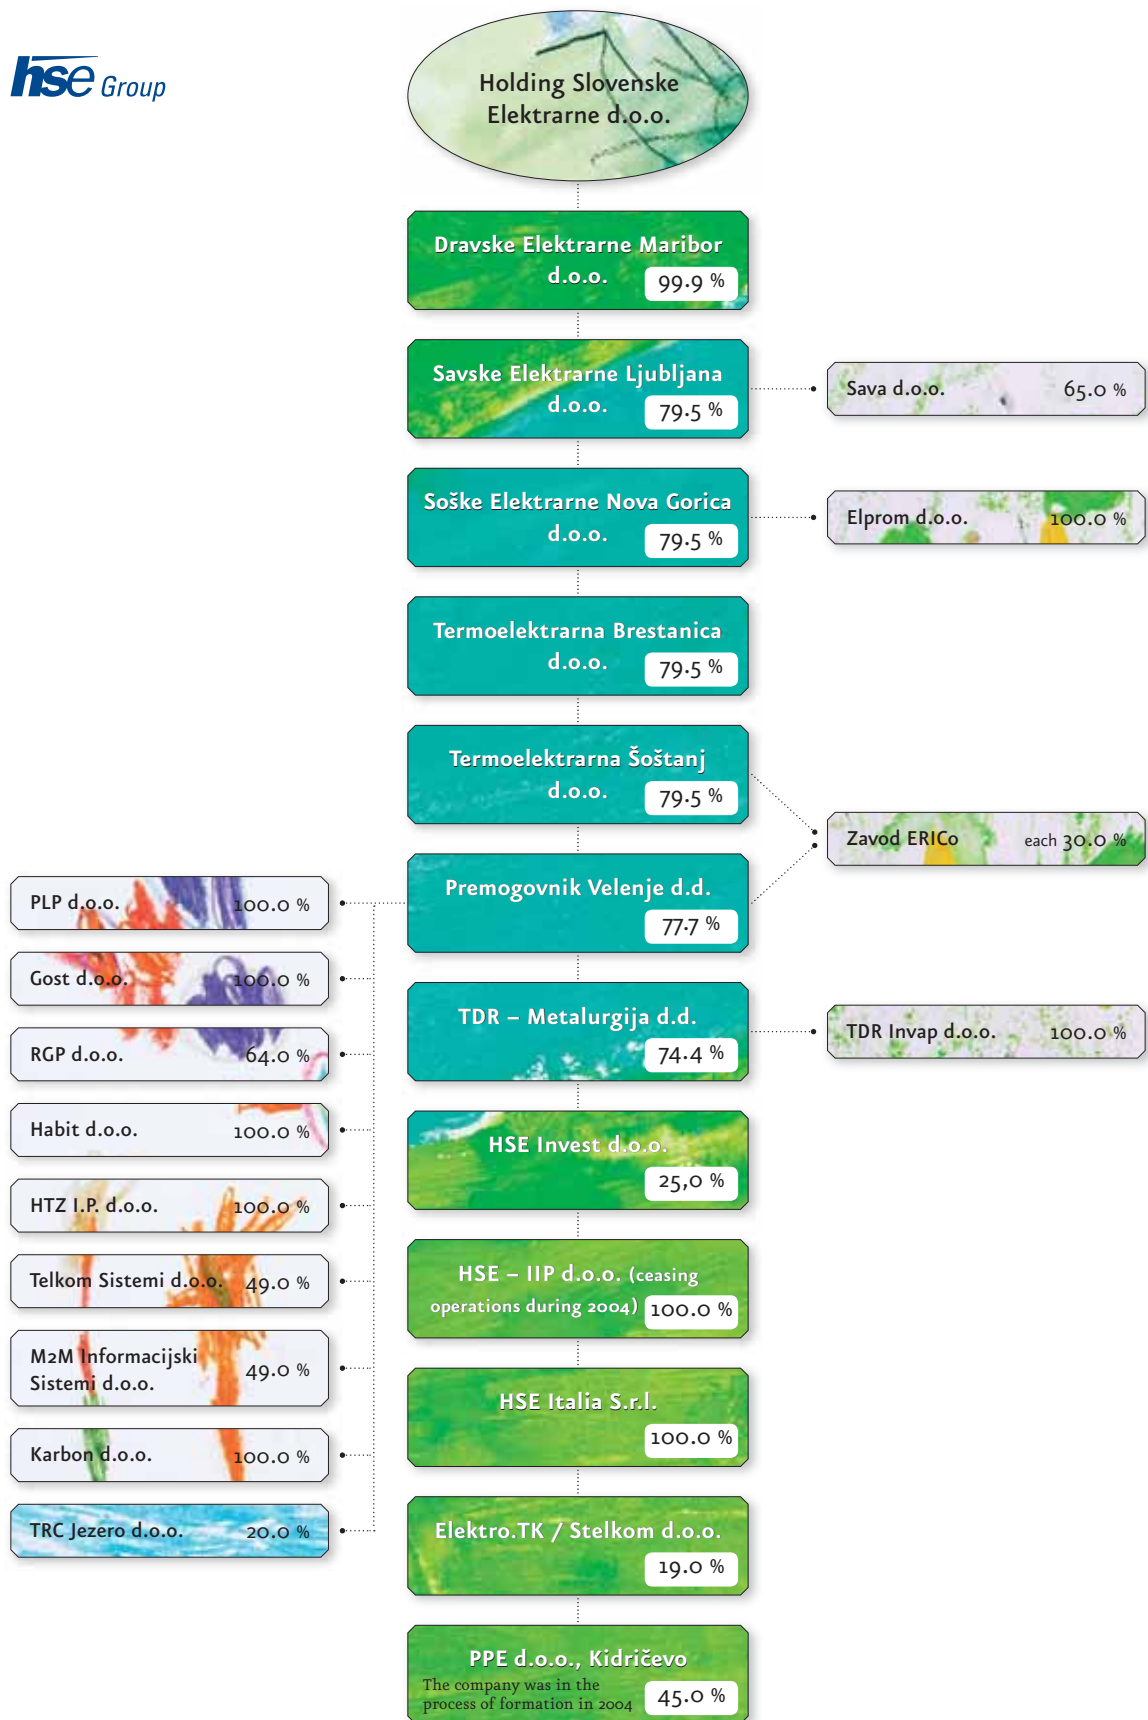 hse Group
Holding Slovenske
Elektrarne d.o.o.
Dravske Elektrarne Maribor
d.o.o.
99.9 %
Savske Elektrarne Ljubljana
d.o.o.
79.5 %
Sava d.o.o. 65.0 %
Soške Elektrarne Nova Gorica
d.o.o.
79.5 %
Elprom d.o.o. 100.0 %
Termoelektrarna Brestanica
d.o.o.
79.5 %
Termoelektrarna Šoštanj
d.o.o.
79.5 %
Zavod ERICo each 30.0 %
Premogovnik Velenje d.d.
77.7 %
PLP d.o.o. 100.0 %
Gost d.o.o. 100.0 %
RGP d.o.o. 64.0 %
Habit d.o.o. 100.0 %
HTZ I.P. d.o.o. 100.0 %
Telkom Sistemi d.o.o. 49.0 %
M2M Informacijski
Sistemi d.o.o.
49.0 %
Karbon d.o.o. 100.0 %
TRC Jezero d.o.o. 20.0 %
TDR – Metalurgija d.d.
74.4 %
TDR Invap d.o.o. 100.0 %
HSE Invest d.o.o.
25,0 %
HSE – IIP d.o.o. (ceasing
operations during 2004) 100.0 %
HSE Italia S.r.l.
100.0 %
Elektro.TK / Stelkom d.o.o.
19.0 %
PPE d.o.o., Kidričevo
The company was in the
process of formation in 2004
45.0 %